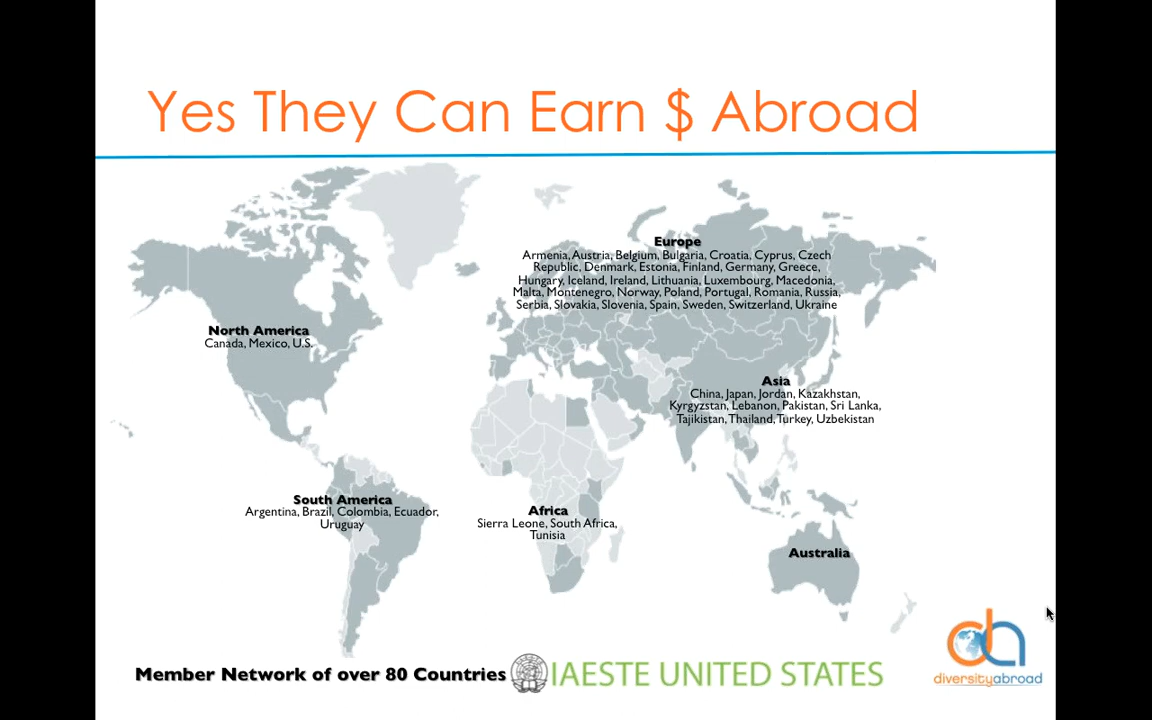 Yes They Can Earn $ Abroad
Europe
Armenia, Austria, Belgium, Bulgaria, Croatia, Cyprus, Czech
Republic, Denmark, Estonia, Finland, Germany, Greece,
Hungary, Iceland, Ireland, Lithuania, Luxembourg, Macedonia,
Malta, Montenegro, Norway, Poland, Portugal, Romania, Russia,
Serbia, Slovakia, Slovenia, Spain, Sweden, Switzerland, Ukraine
North America
Canada, Mexico, U.S.
Asia
China, Japan, Jordan, Kazakhstan,
Kyrgyzstan, Lebanon, Pakistan, Sri Lanka,
Tajikistan, Thailand, Turkey, Uzbekistan
South America
Argentina, Brazil, Colombia, Ecuador,
Uruguay
Africa
Sierra Leone, South Africa,
Tunisia
Australia
Member Network of over 80 Countries
IAESTE UNITED STATES
da
diversityabroad